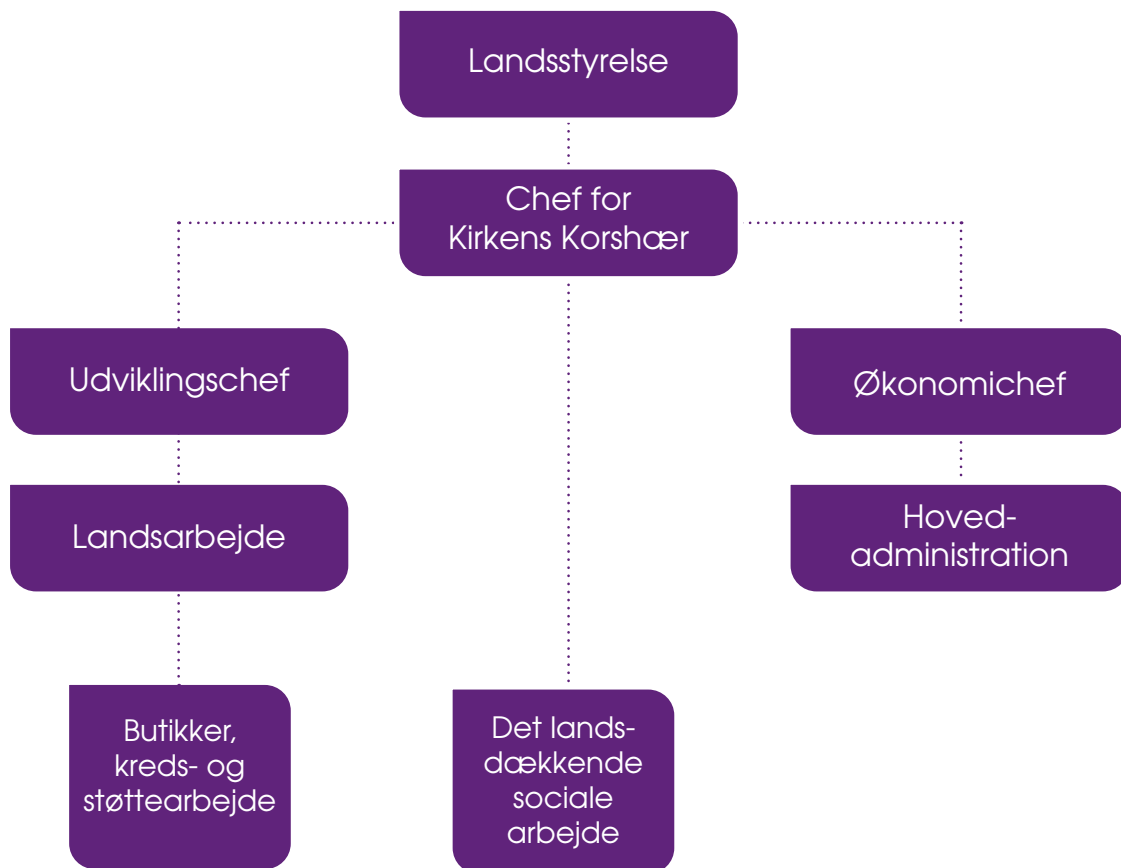 Landsstyrelse
Chef for
Kirkens Korshær
Udviklingschef
Økonomichef
Landsarbejde
Hoved-
administration
Butikker,
kreds- og
støttearbejde
Det lands-
dækkende
sociale
arbejde